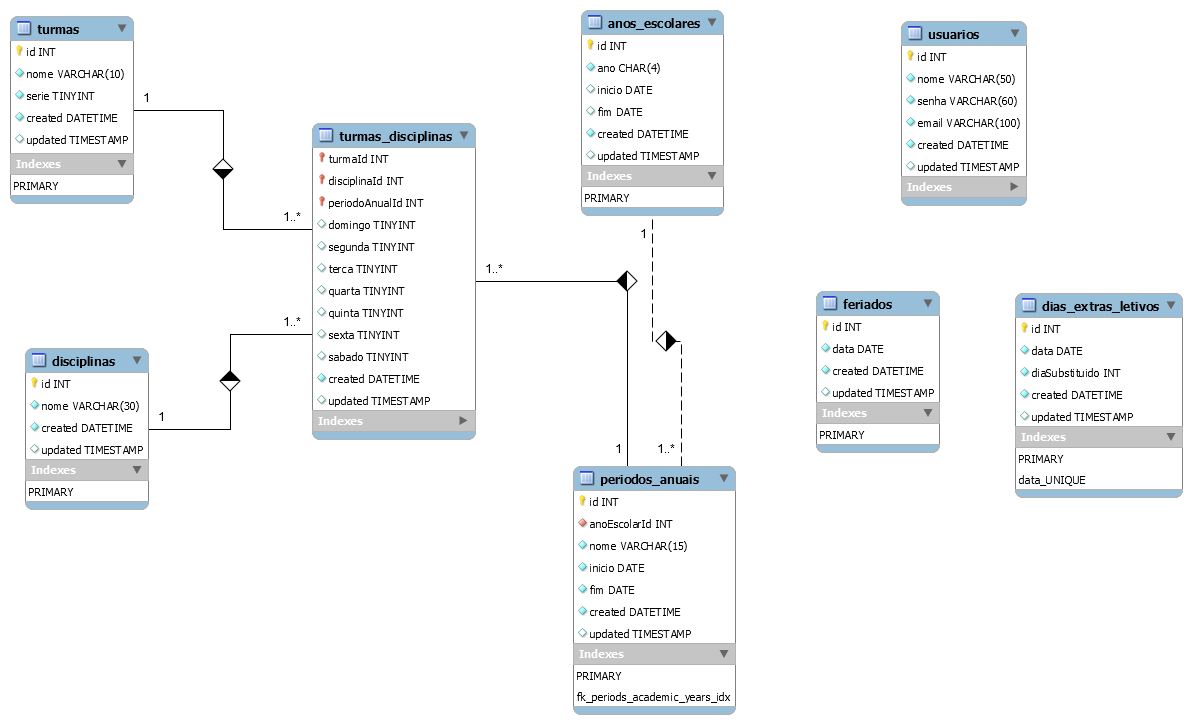 turmas
id INT
nome VARCHAR(10)
serie TINYINT
created DATETIME
updated TIMESTAMP
Indexes
PRIMARY
1
1..*
turmas_disciplinas
turmaId INT
disciplinaId INT
periodoAnualId INT
domingo TINYINT
segunda TINYINT
terca TINYINT
quarta TINYINT
quinta TINYINT
sexta TINYINT
sabado TINYINT
created DATETIME
updated TIMESTAMP
Indexes
1..*
1
disciplinas
id INT
nome VARCHAR(30)
created DATETIME
updated TIMESTAMP
Indexes
PRIMARY
1..*
1
anos_escolares
id INT
ano CHAR(4)
inicio DATE
fim DATE
created DATETIME
updated TIMESTAMP
Indexes
PRIMARY
1
1..*
periodos_anuais
id INT
anoEscolarId INT
nome VARCHAR(15)
inicio DATE
fim DATE
created DATETIME
updated TIMESTAMP
Indexes
PRIMARY
fk_periods_academic_years_idx
usuarios
id INT
nome VARCHAR(50)
senha VARCHAR(60)
email VARCHAR(100)
created DATETIME
updated TIMESTAMP
Indexes
feriados
id INT
data DATE
created DATETIME
updated TIMESTAMP
Indexes
PRIMARY
dias_extras_letivos
id INT
data DATE
diaSubstituido INT
created DATETIME
updated TIMESTAMP
Indexes
PRIMARY
data_UNIQUE